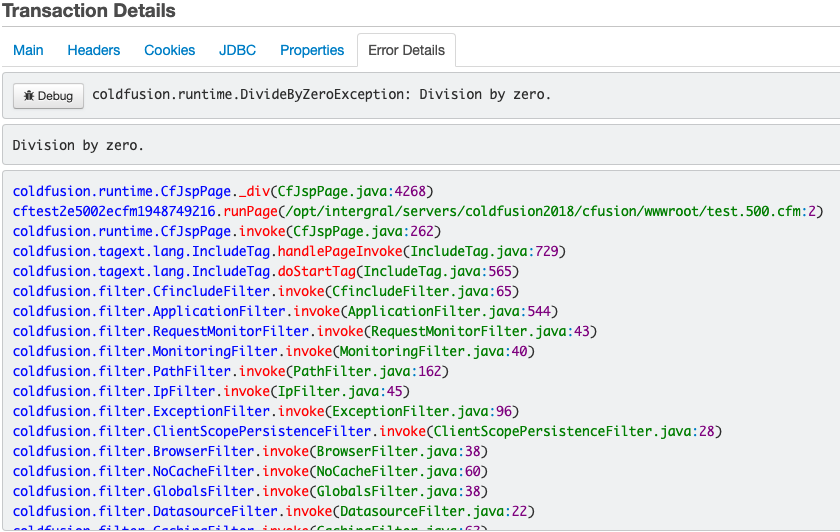 Transaction Details
Main Headers Cookies JDBC Properties Error Details
Debug coldfusion.runtime.DivideByZeroException: Division by zero.
Division by zero.
coldfusion.runtime.CfJspPage._div(CfJspPage.java:4268)
cftest2e5002ecfm1948749216.runPage(/opt/intergral/servers/coldfusion2018/cfusion/wwwroot/test.500.cfm:2)
coldfusion.runtime.CfJspPage.invoke(CfJspPage.java:262)
coldfusion.tagext.lang.IncludeTag.handlePageInvoke(IncludeTag.java:729)
coldfusion.tagext.lang.IncludeTag.doStartTag(IncludeTag.java:565)
coldfusion.filter.CfincludeFilter.invoke(CfincludeFilter.java:65)
coldfusion.filter.ApplicationFilter.invoke(ApplicationFilter.java:544)
coldfusion.filter.RequestMonitorFilter.invoke(RequestMonitorFilter.java:43)
coldfusion.filter.MonitoringFilter.invoke(MonitoringFilter.java:40)
coldfusion.filter.PathFilter.invoke(PathFilter.java:162)
coldfusion.filter.IpFilter.invoke(IpFilter.java:45)
coldfusion.filter.ExceptionFilter.invoke(ExceptionFilter.java:96)
coldfusion.filter.ClientScopePersistenceFilter.invoke(ClientScopePersistenceFilter.java:28)
coldfusion.filter.BrowserFilter.invoke(BrowserFilter.java:38)
coldfusion.filter.NoCacheFilter.invoke(NoCacheFilter.java:60)
coldfusion.filter.GlobalsFilter.invoke(GlobalsFilter.java:38)
coldfusion.filter.DatasourceFilter.invoke(DatasourceFilter.java:22)
coldfusion.filter.CachingFilter.invoke(CachingFilter.java:62)